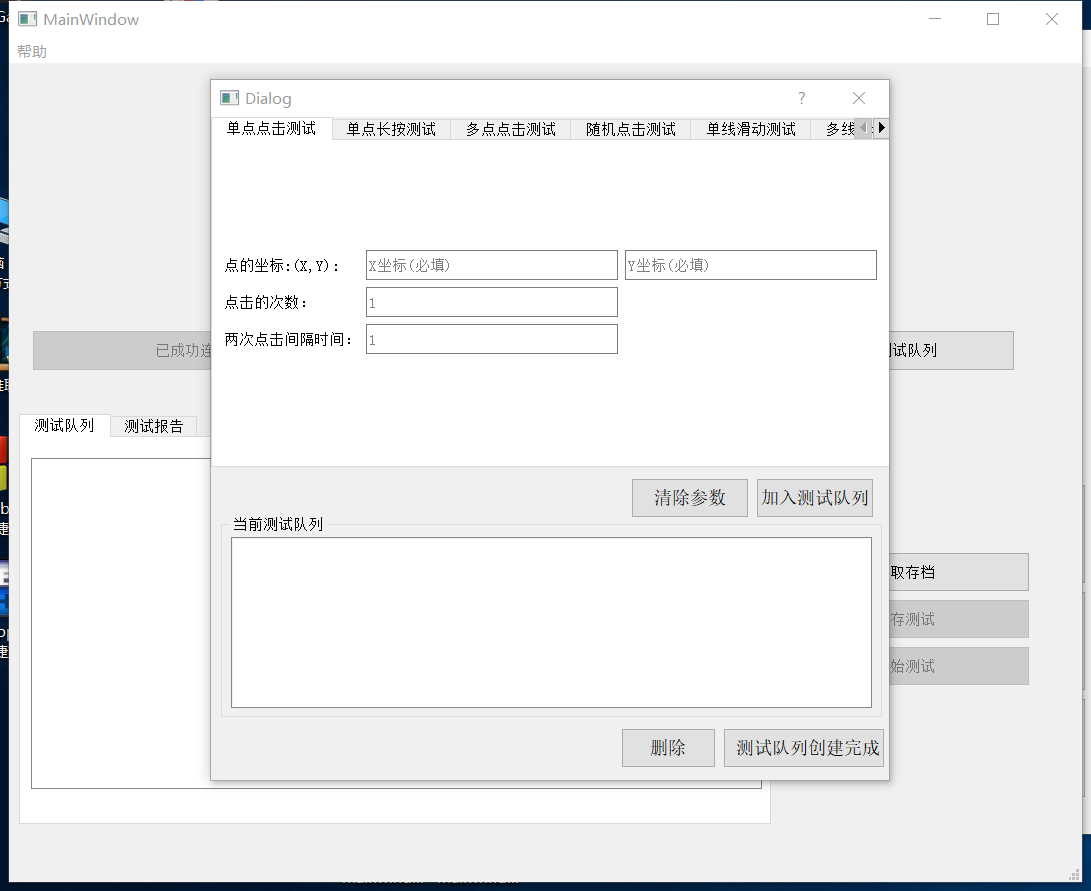 MainWindow
帮助
Dialog
?
单点点击测试 单点长按测试 多点点击测试 随机点击测试 单线滑动测试 多线
点的坐标:(X,Y): X坐标(必填) Y坐标(必填)
点击的次数: 1
两次点击间隔时间: 1
已成功连
试队列
测试队列 测试报告
清除参数 加入测试队列
当前测试队列
取存档
存测试
始测试
删除 测试队列创建完成